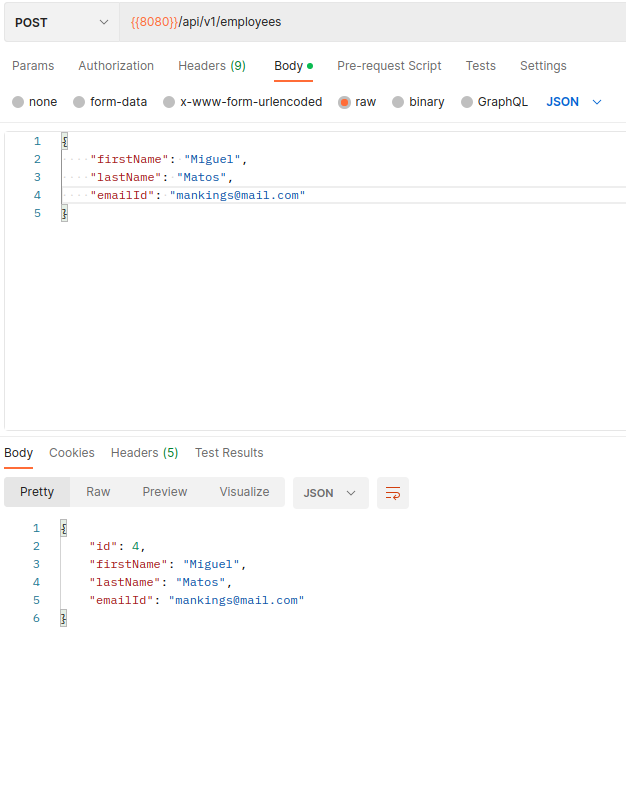 POST {{8080}}/api/v1/employees
Params Authorization Headers (9) Body Pre-request Script Tests Settings
none form-data x-www-form-urlencoded raw binary GraphQL JSON
1 {
2 ····"firstName":·"Miguel",
3 ····"lastName":·"Matos",
4 ····"emailId":·"mankings@mail.com"
5 }
Body Cookies Headers (5) Test Results
Pretty Raw Preview Visualize JSON
1 {
2 "id": 4,
3 "firstName": "Miguel",
4 "lastName": "Matos",
5 "emailId": "mankings@mail.com"
6 }